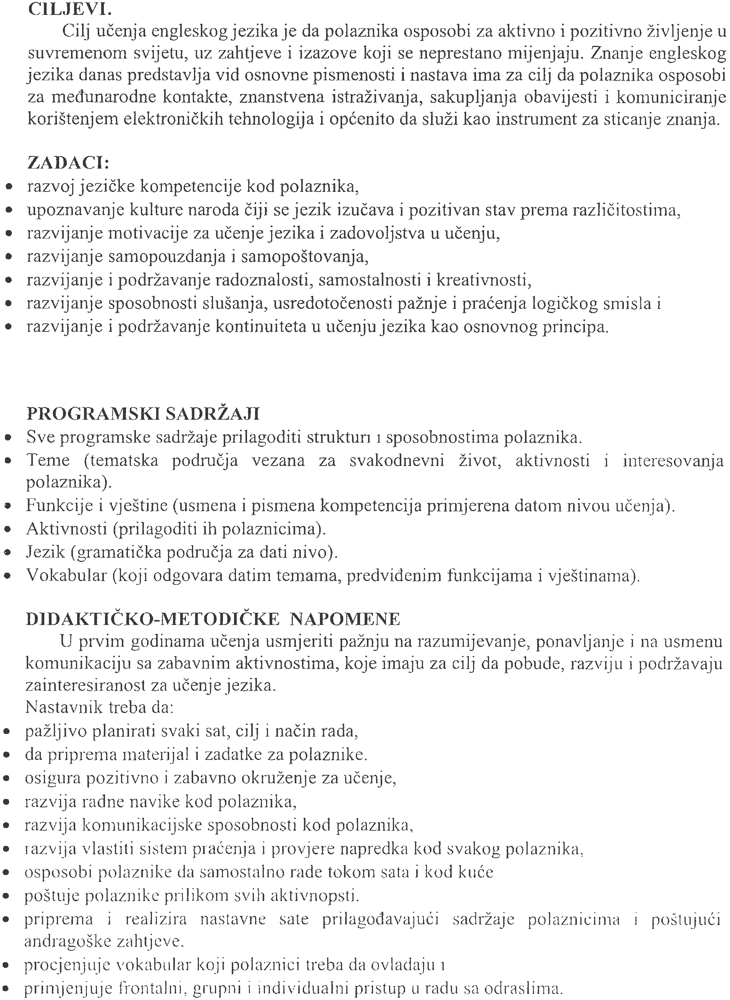 CILJEVI.
Cilj učenja engleskog jezika je da polaznika osposobi za aktivno i pozitivno življenje u
suvremenom svijetu, uz zahtjeve i izazove koji se neprestano mijenjaju. Znanje engleskog
jezika danas predstavlja vid osnovne pismenosti i nastava ima za cilj da polaznika osposobi
za međunarodne kontakte, znanstvena istraživanja, sakupljanja obavijesti i komuniciranje
korištenjem elektroničkih tehnologija i općenito da služi kao instrument za sticanje znanja.
ZADACI:
• razvoj jezičke kompetencije kod polaznika,
• upoznavanje kulture naroda čiji se jezik izučava i pozitivan stav prema različitostima,
• razvijanje motivacije za učenje jezika i zadovoljstva u učenju,
• razvijanje samopouzdanja i samopoštovanja,
• razvijanje i podržavanje radoznalosti, samostalnosti i kreativnosti,
• razvijanje sposobnosti slušanja, usredotočenosti pažnje i praćenja logičkog smisla i
• razvijanje i podržavanje kontinuiteta u učenju jezika kao osnovnog principa.
PROGRAMSKI SADRŽAJI
• Sve programske sadržaje prilagoditi strukturi i sposobnostima polaznika.
• Teme (tematska područja vezana za svakodnevni život, aktivnosti i interesovanja
polaznika).
• Funkcije i vještine (usmena i pismena kompetencija primjerena datom nivou učenja).
• Aktivnosti (prilagoditi ih polaznicima).
• Jezik (gramatička područja za dati nivo).
• Vokabular (koji odgovara datim temama, predviđenim funkcijama i vještinama).
DIDAKTIČKO-METODIČKE NAPOMENE
U prvim godinama učenja usmjeriti pažnju na razumijevanje, ponavljanje i na usmenu
komunikaciju sa zabavnim aktivnostima, koje imaju za cilj da pobude, razviju i podržavaju
zainteresiranost za učenje jezika.
Nastavnik treba da:
• pažljivo planirati svaki sat, cilj i način rada,
• da priprema materijal i zadatke za polaznike.
• osigura pozitivno i zabavno okruženje za učenje,
• razvija radne navike kod polaznika,
• razvija komunikacijske sposobnosti kod polaznika,
• razvija vlastiti sistem praćenja i provjere napredka kod svakog polaznika,
• osposobi polaznike da samostalno rade tokom sata i kod kuće
• poštuje polaznike prilikom svih aktivnopsti.
• priprema i realizira nastavne sate prilagođavajući sadržaje polaznicima i poštujući
andragoške zahtjeve.
• procjenjuje vokabular koji polaznici treba da ovladaju i
• primjenjuje frontalni, grupni i individualni pristup u radu sa odraslima.